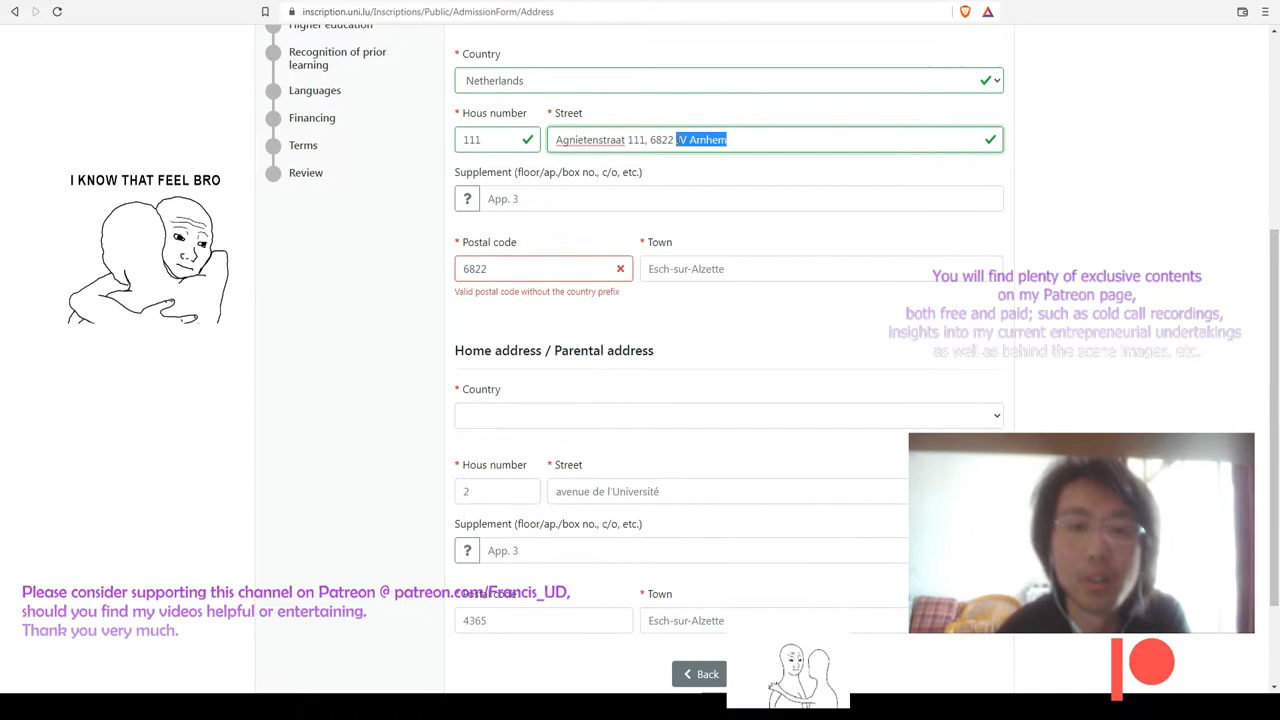 inscription.uni.lu/Inscriptions/Public/AdmissionForm/Address
Higher education
Recognition of prior
learning
Languages
Financing
Terms
Review
* Country
Netherlands
* Hous number
* Street
111
Agnietenstraat 111, 6822 JV Arnhem
Supplement (floor/ap./box no., c/o, etc.)
? App. 3
* Postal code
* Town
6822
Esch-sur-Alzette
Valid postal code without the country prefix
Home address / Parental address
* Country
* Hous number
* Street
2
avenue de l'Université
Supplement (floor/ap./box no., c/o, etc.)
? App. 3
* Postal code
* Town
4365
Esch-sur-Alzette
Back
I KNOW THAT FEEL BRO
You will find plenty of exclusive contents
on my Patreon page,
both free and paid; such as cold call recordings,
insights into my current entrepreneurial undertakings
as well as behind the scene images, etc.
Please consider supporting this channel on Patreon @ patreon.com/Francis_UD,
should you find my videos helpful or entertaining.
Thank you very much.